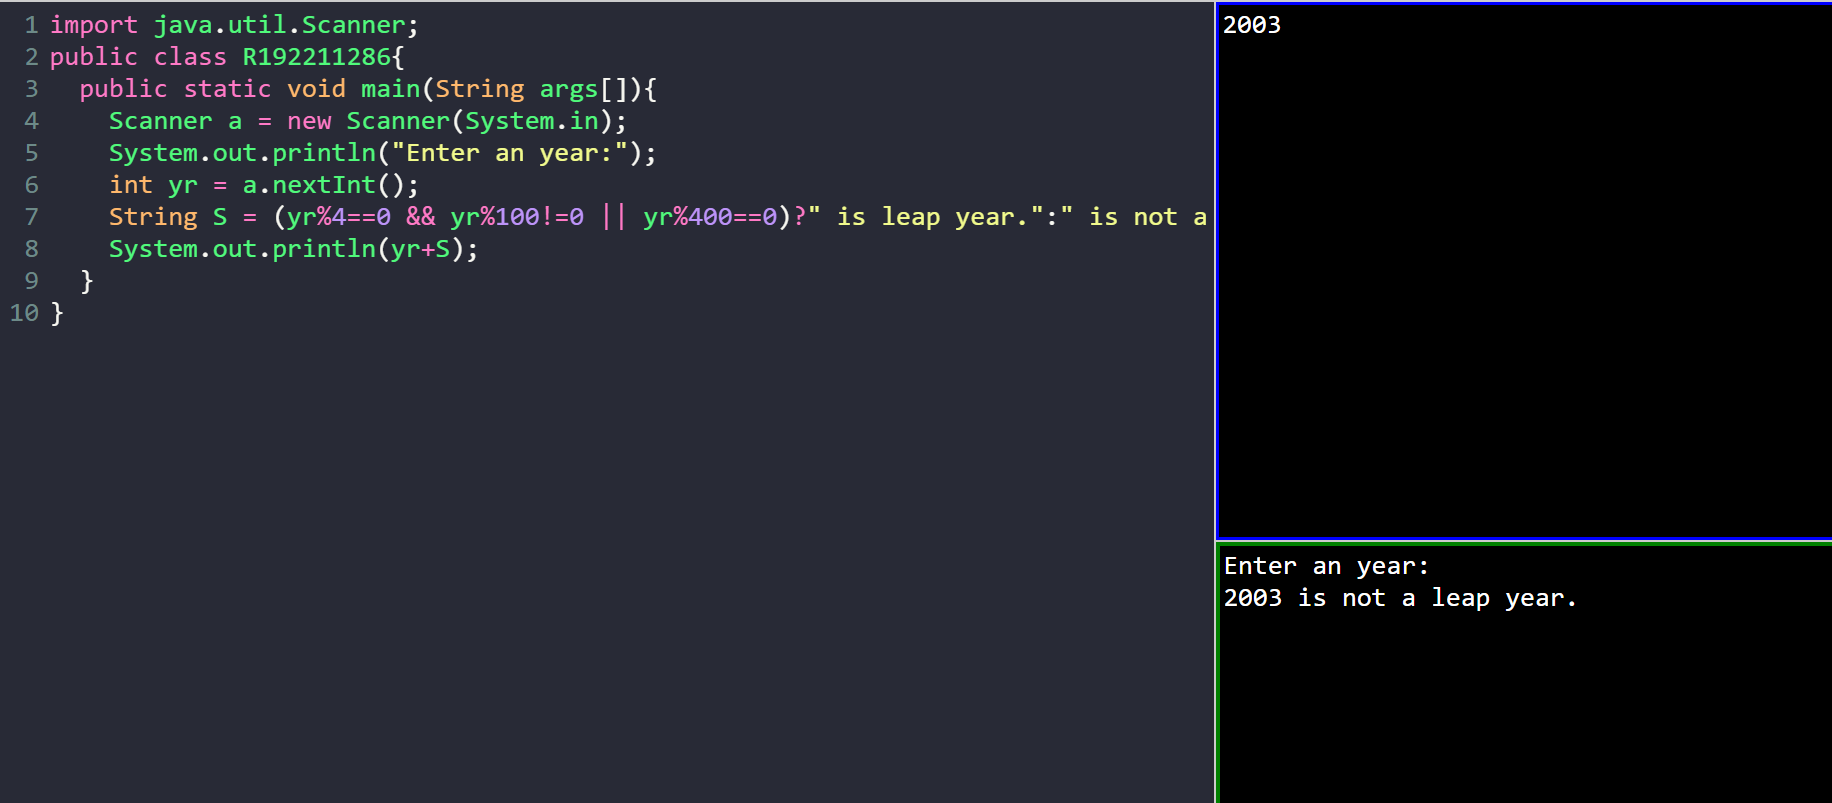 1 import java.util.Scanner;
2 public class R192211286{
3   public static void main(String args[]){
4     Scanner a = new Scanner(System.in);
5     System.out.println("Enter an year:");
6     int yr = a.nextInt();
7     String S = (yr%4==0 && yr%100!=0 || yr%400==0)?" is leap year.":" is not a
8     System.out.println(yr+S);
9   }
10 }
2003
Enter an year:
2003 is not a leap year.